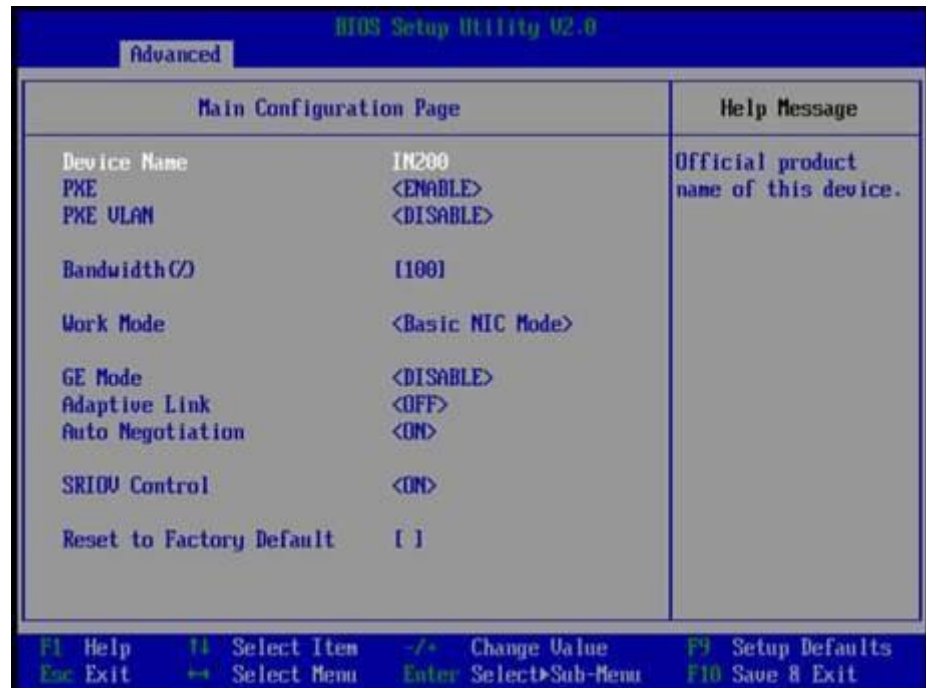 BIOS Setup Utility V2.0
Advanced
Main Configuration Page
Help Message
Device Name IN200
PXE <ENABLE>
PXE VLAN <DISABLE>
Bandwidth(%) [100]
Work Mode <Basic NIC Mode>
GE Mode <DISABLE>
Adaptive Link <OFF>
Auto Negotiation <ON>
SRIOV Control <ON>
Reset to Factory Default [ ]
Official product
name of this device.
F1 Help ↑↓ Select Item -/+ Change Value F9 Setup Defaults
Esc Exit ←→ Select Menu Enter Select▶Sub-Menu F10 Save & Exit